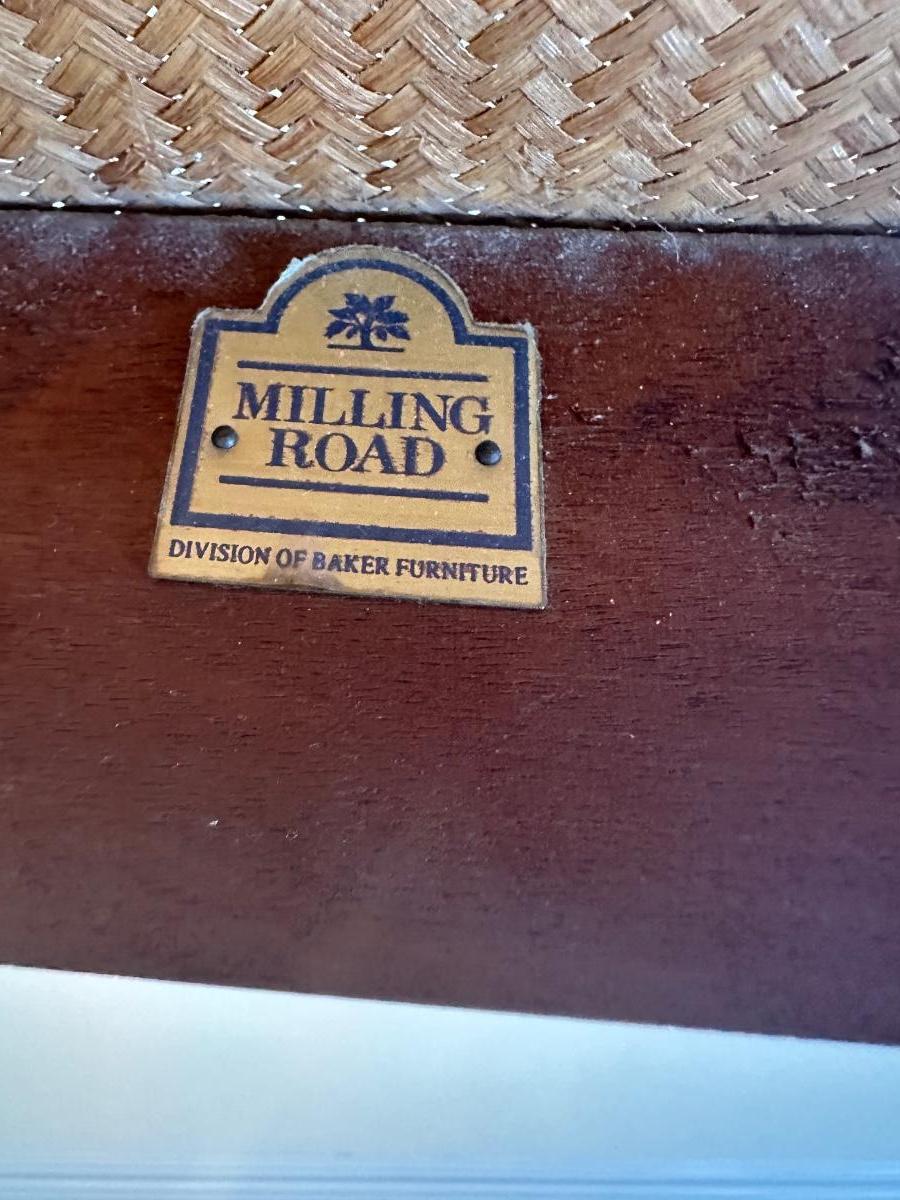 MILLING
ROAD
DIVISION OF BAKER FURNITURE